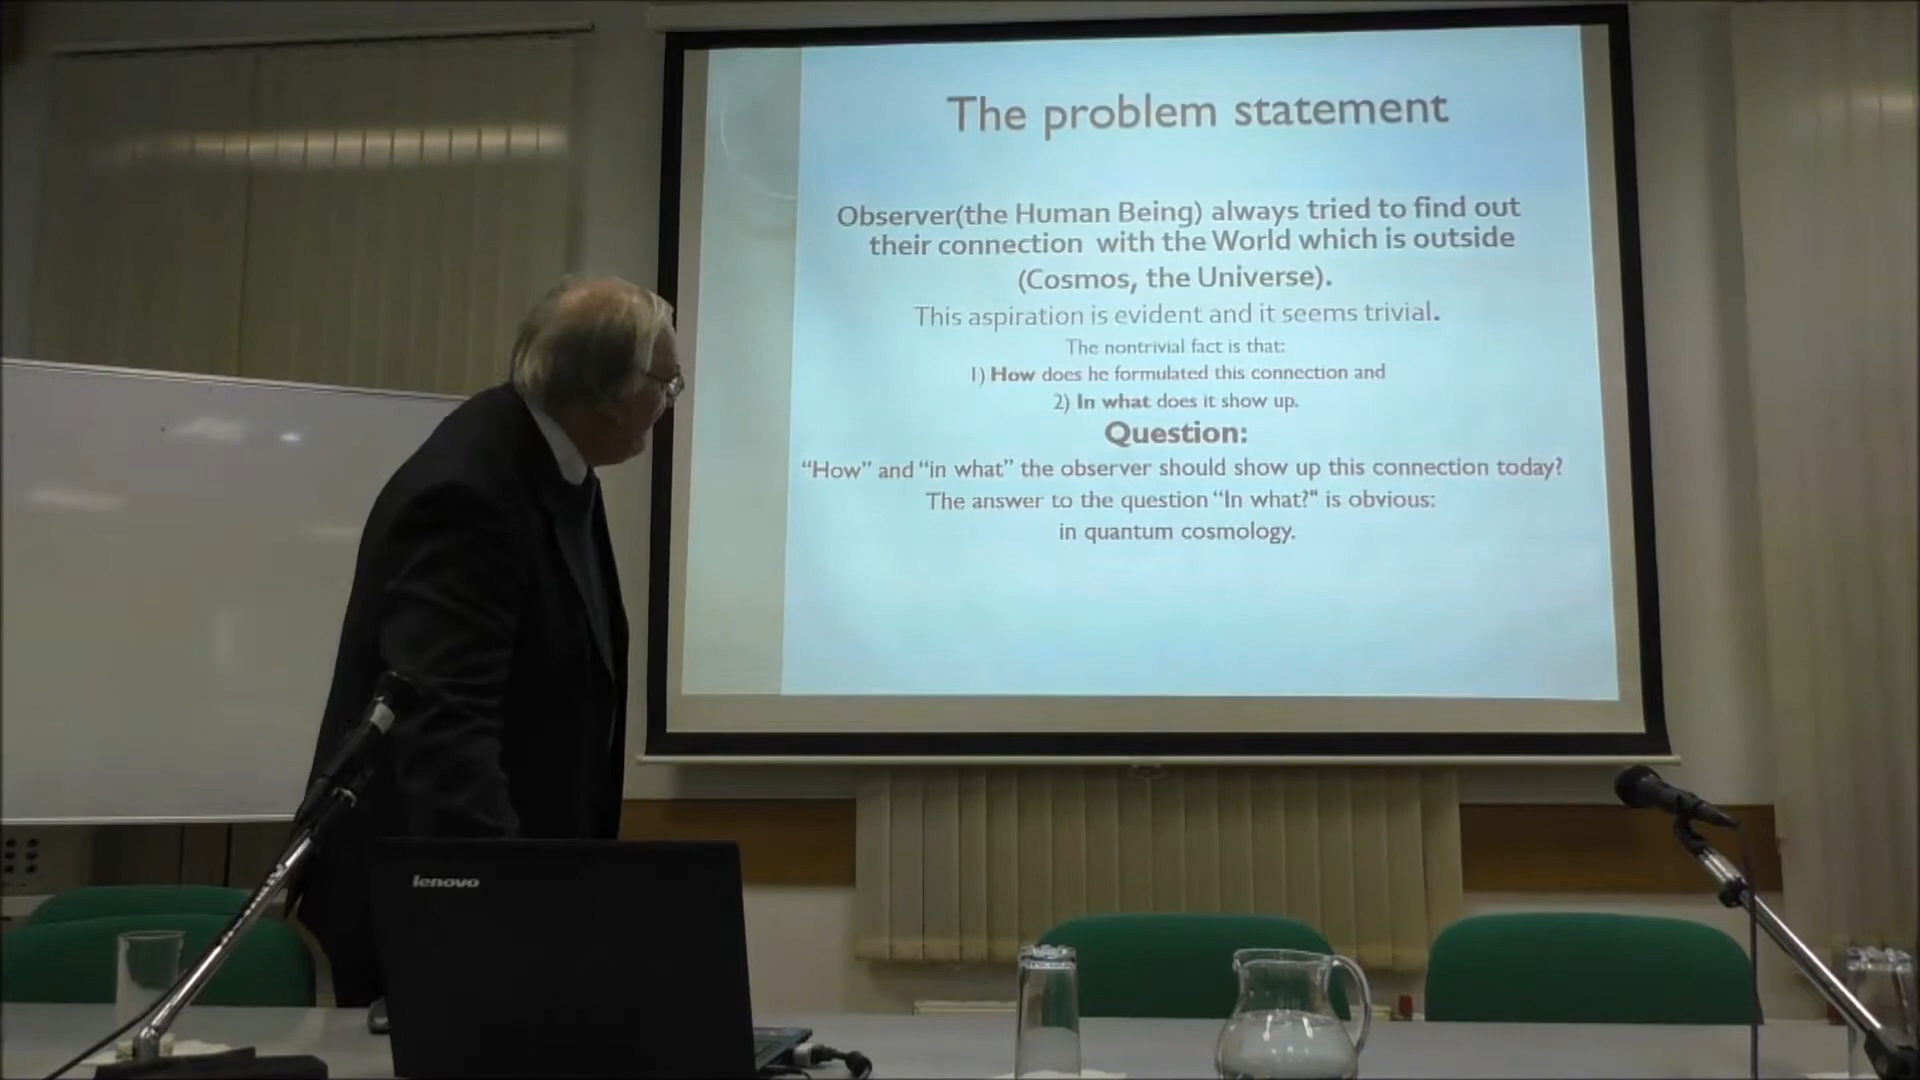 The problem statement
Observer(the Human Being) always tried to find out
their connection with the World which is outside
(Cosmos, the Universe).
This aspiration is evident and it seems trivial.
The nontrivial fact is that:
1) How does he formulated this connection and
2) In what does it show up.
Question:
“How” and “in what” the observer should show up this connection today?
The answer to the question “In what?" is obvious:
in quantum cosmology.
lenovo